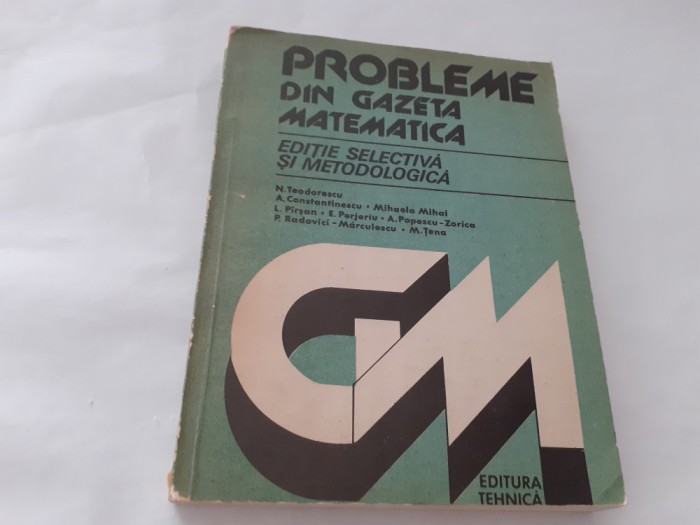 PROBLEME
DIN GAZETA
MATEMATICA
EDIȚIE SELECTIVĂ
ȘI METODOLOGICĂ
N. Teodorescu
A. Constantinescu • Mihaela Mihai
L. Pîrșan • E. Perjeriu • A. Popescu-Zorica
P. Radovici-Mărculescu • M. Țena
GM
EDITURA
TEHNICĂ